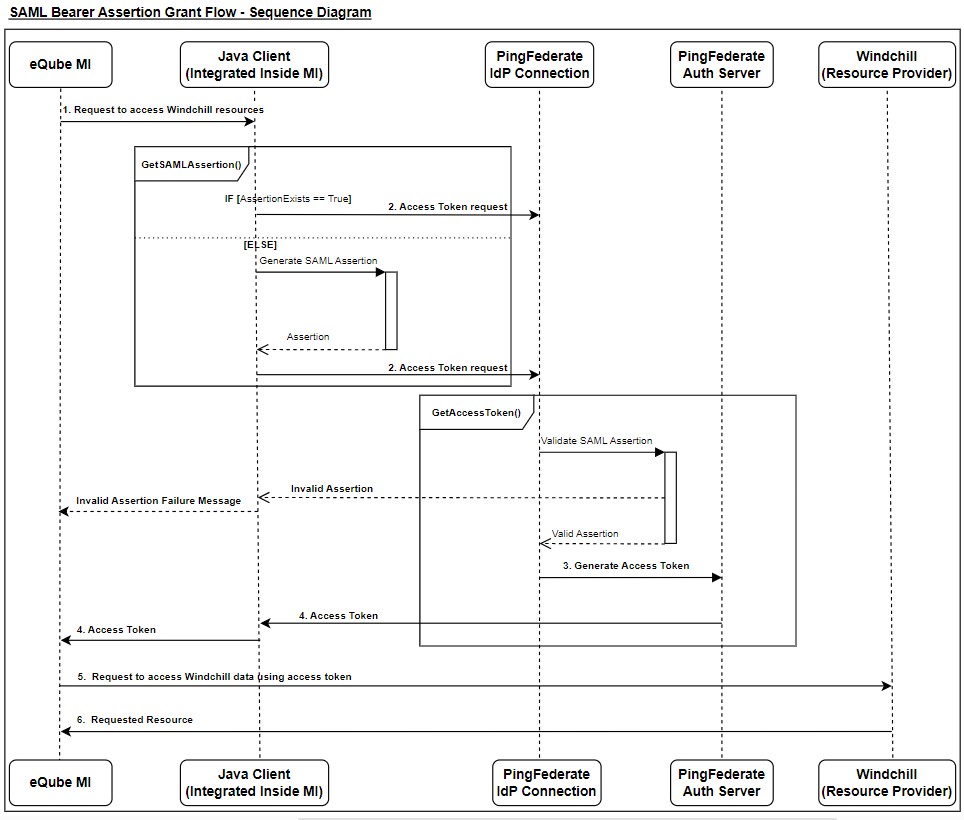 SAML Bearer Assertion Grant Flow - Sequence Diagram
eQube MI
Java Client
(Integrated Inside MI)
PingFederate
IdP Connection
PingFederate
Auth Server
Windchill
(Resource Provider)
1. Request to access Windchill resources
GetSAMLAssertion()
IF [AssertionExists == True]
2. Access Token request
[ELSE]
Generate SAML Assertion
Assertion
2. Access Token request
GetAccessToken()
Validate SAML Assertion
Invalid Assertion
Invalid Assertion Failure Message
Valid Assertion
3. Generate Access Token
4. Access Token
4. Access Token
5. Request to access Windchill data using access token
6. Requested Resource
eQube MI
Java Client
(Integrated Inside MI)
PingFederate
IdP Connection
PingFederate
Auth Server
Windchill
(Resource Provider)